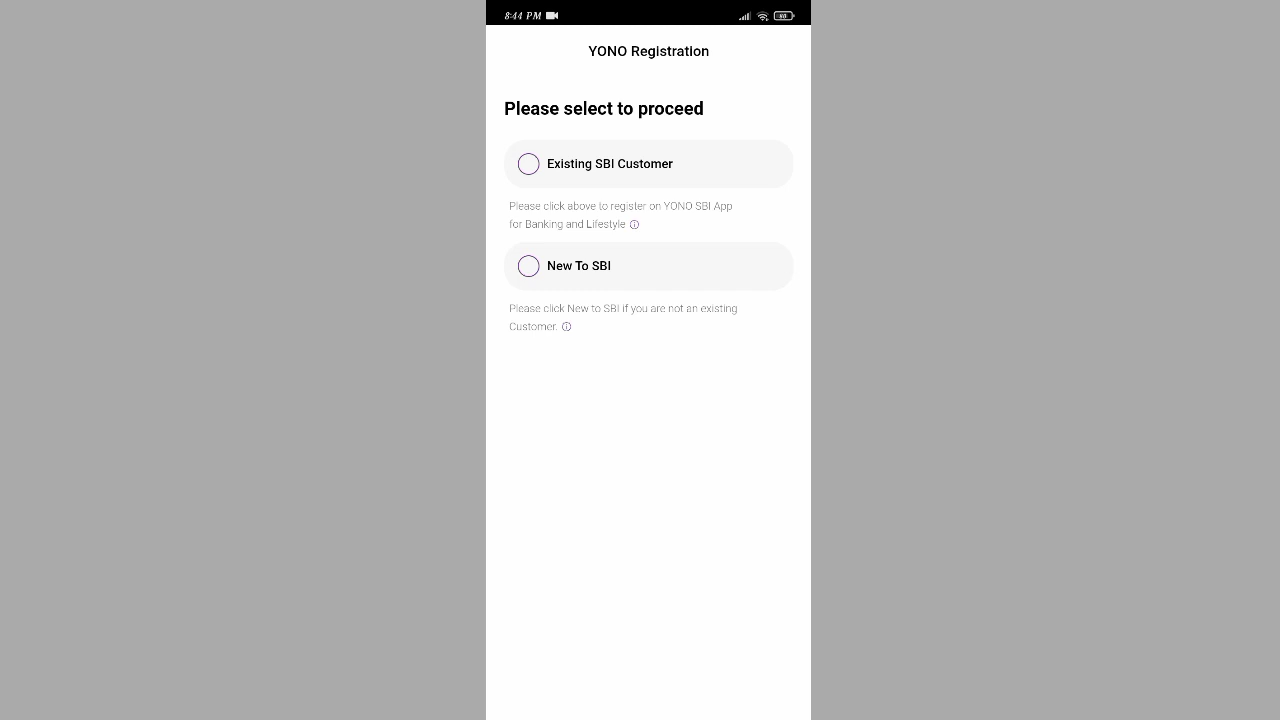 8:44 PM
YONO Registration
Please select to proceed
Existing SBI Customer
Please click above to register on YONO SBI App
for Banking and Lifestyle
New To SBI
Please click New to SBI if you are not an existing
Customer.